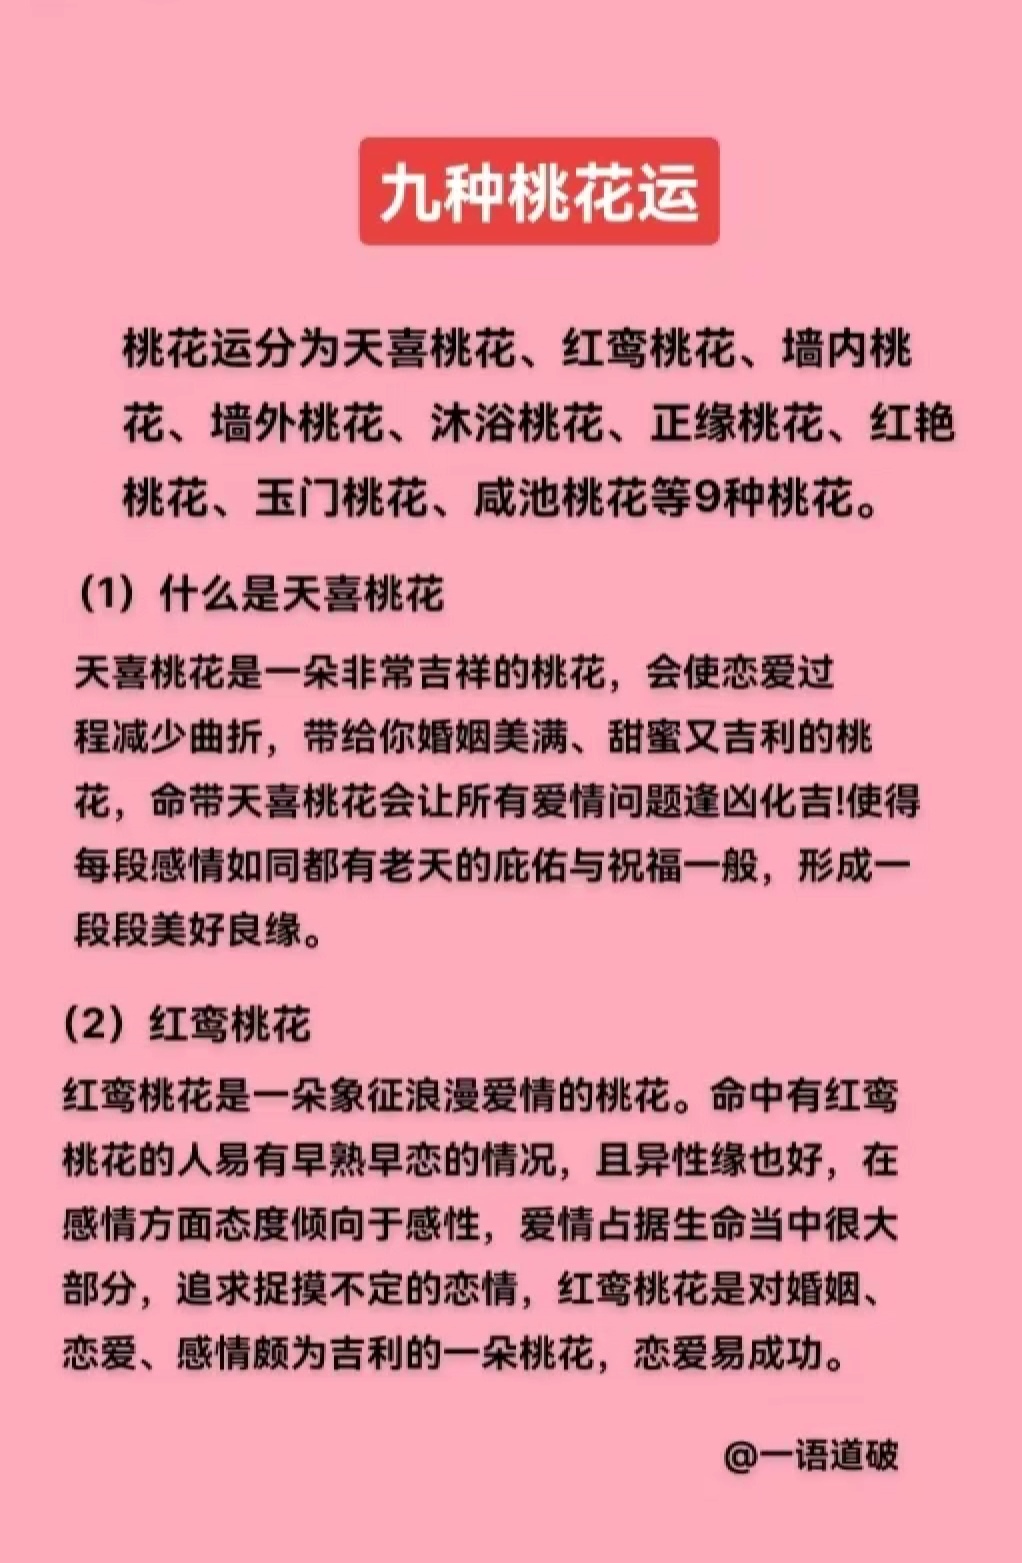 九种桃花运
桃花运分为天喜桃花、红鸾桃花、墙内桃
花、墙外桃花、沐浴桃花、正缘桃花、红艳
桃花、玉门桃花、咸池桃花等9种桃花。
（1）什么是天喜桃花
天喜桃花是一朵非常吉祥的桃花，会使恋爱过
程减少曲折，带给你婚姻美满、甜蜜又吉利的桃
花，命带天喜桃花会让所有爱情问题逢凶化吉!使得
每段感情如同都有老天的庇佑与祝福一般，形成一
段段美好良缘。
（2）红鸾桃花
红鸾桃花是一朵象征浪漫爱情的桃花。命中有红鸾
桃花的人易有早熟早恋的情况，且异性缘也好，在
感情方面态度倾向于感性，爱情占据生命当中很大
部分，追求捉摸不定的恋情，红鸾桃花是对婚姻、
恋爱、感情颇为吉利的一朵桃花，恋爱易成功。
@一语道破